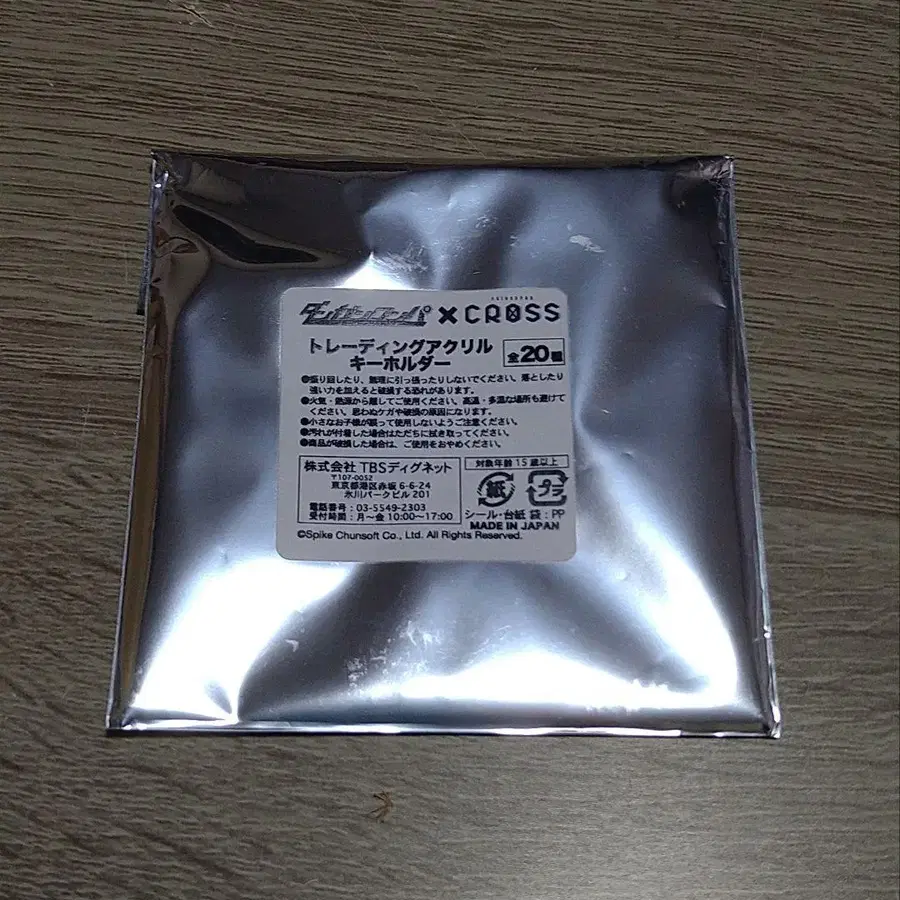 ダンガンロンパ × CROSS
トレーディングアクリル
キーホルダー
全20種
●振り回したり、無理に引っ張ったりしないでください。落としたり
強い力を加えると破損する恐れがあります。
●火気・熱源から離してご使用ください。高温・多湿な場所も避けて
ください。思わぬケガや破損の原因になります。
●小さなお子様が誤って使用しないようご注意ください。
●汚れが付着した場合はただちに拭き取ってください。
●商品が破損した場合は、ご使用をおやめください。
株式会社 TBSディグネット
〒107-0052
東京都港区赤坂 6-6-24
氷川パークビル 201
電話番号:03-5549-2303
受付時間:月〜金 10:00〜17:00
対象年齢 15 歳以上
紙 プラ
シール・台紙 袋:PP
MADE IN JAPAN
©Spike Chunsoft Co., Ltd. All Rights Reserved.